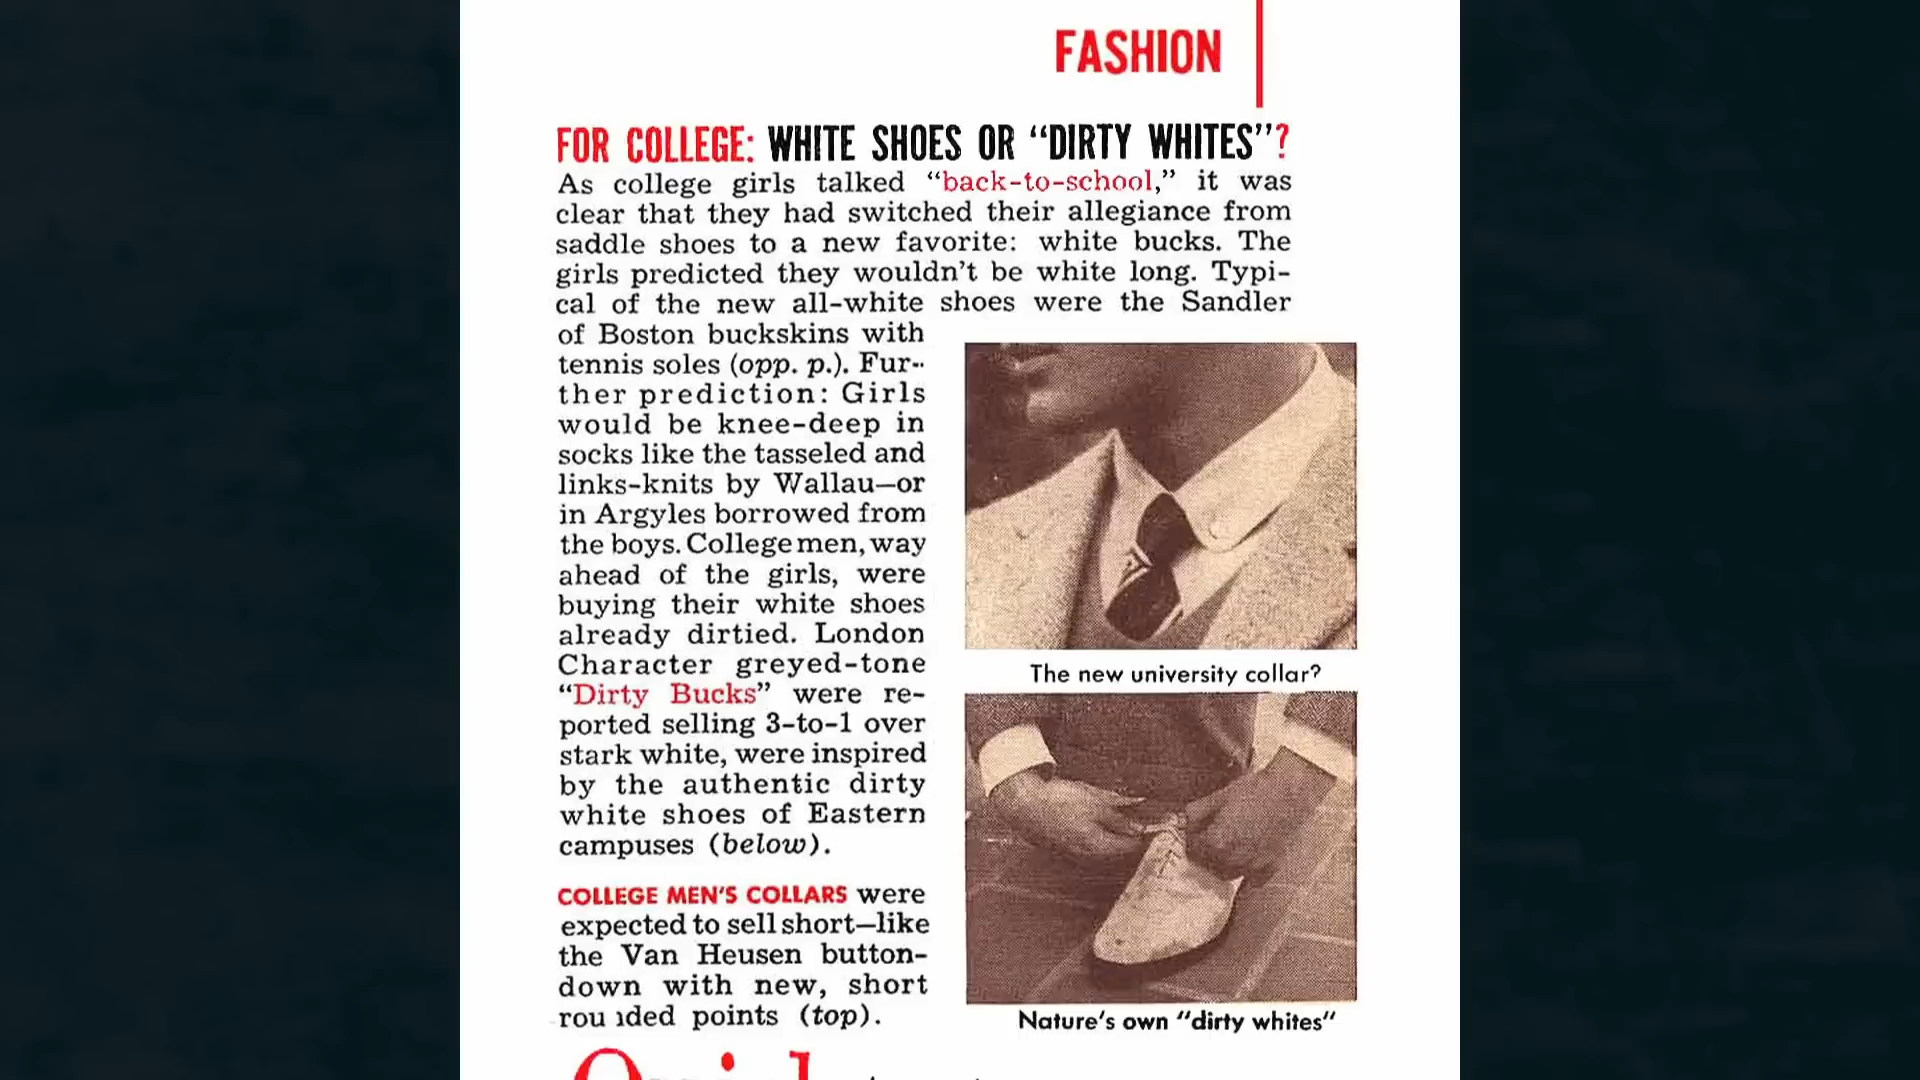 FASHION
FOR COLLEGE: WHITE SHOES OR “DIRTY WHITES”?
As college girls talked “back-to-school,” it was
clear that they had switched their allegiance from
saddle shoes to a new favorite: white bucks. The
girls predicted they wouldn’t be white long. Typi-
cal of the new all-white shoes were the Sandler
of Boston buckskins with
tennis soles (opp. p.). Fur-
ther prediction: Girls
would be knee-deep in
socks like the tasseled and
links-knits by Wallau—or
in Argyles borrowed from
the boys. College men, way
ahead of the girls, were
buying their white shoes
already dirtied. London
Character greyed-tone
“Dirty Bucks” were re-
ported selling 3-to-1 over
stark white, were inspired
by the authentic dirty
white shoes of Eastern
campuses (below).
COLLEGE MEN’S COLLARS were
expected to sell short—like
the Van Heusen button-
down with new, short
rounded points (top).
The new university collar?
Nature’s own “dirty whites”